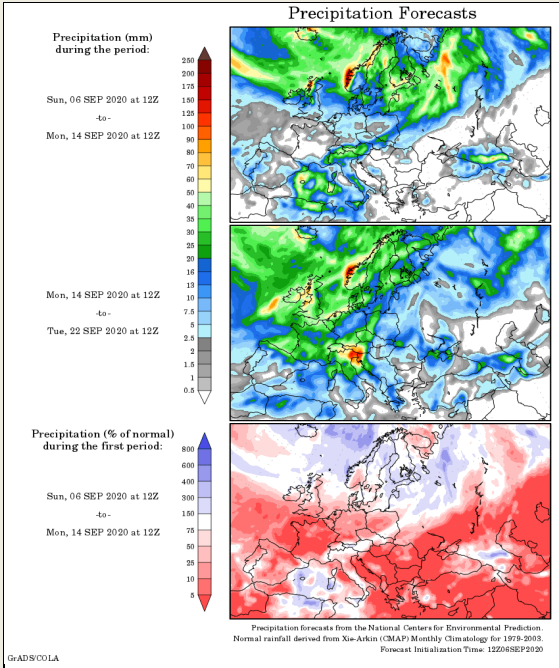 Precipitation Forecasts
Precipitation (mm)
during the period:
Sun, 06 SEP 2020 at 12Z
-to-
Mon, 14 SEP 2020 at 12Z
250
200
175
150
125
100
90
80
70
60
50
40
35
30
25
20
16
13
10
7.5
5
2.5
2
1.5
1
0.5
Mon, 14 SEP 2020 at 12Z
-to-
Tue, 22 SEP 2020 at 12Z
Precipitation (% of normal)
during the first period:
Sun, 06 SEP 2020 at 12Z
-to-
Mon, 14 SEP 2020 at 12Z
800
600
400
300
150
75
50
25
10
5
Precipitation forecasts from the National Centers for Environmental Prediction.
Normal rainfall derived from Xie-Arkin (CMAP) Monthly Climatology for 1979-2003.
Forecast Initialization Time: 12Z06SEP2020
GrADS/COLA